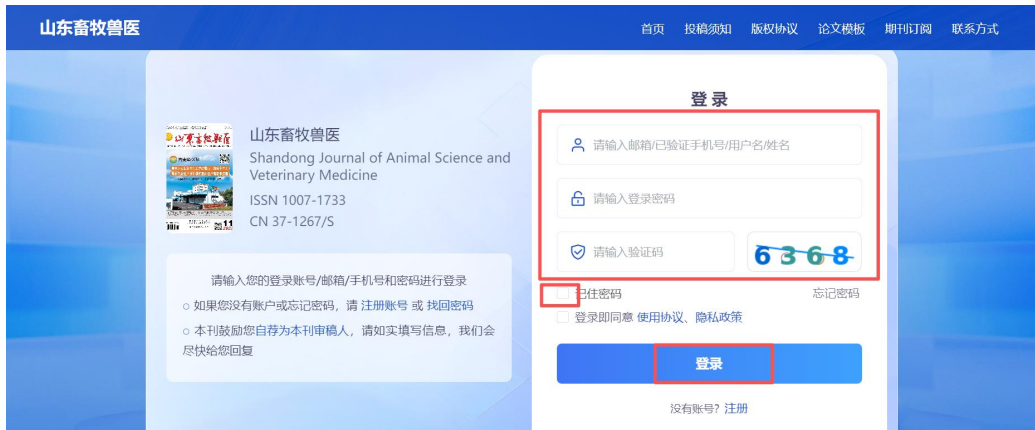 山东畜牧兽医
首页 投稿须知 版权协议 论文模板 期刊订阅 联系方式
山东畜牧兽医
山东畜牧兽医
Shandong Journal of Animal Science and
Veterinary Medicine
ISSN 1007-1733
CN 37-1267/S
11
请输入您的登录账号/邮箱/手机号和密码进行登录
如果您没有账户或忘记密码，请 注册账号 或 找回密码
本刊鼓励您自荐为本刊审稿人，请如实填写信息，我们会
尽快给您回复
登录
请输入邮箱/已验证手机号/用户名/姓名
请输入登录密码
请输入验证码
6368
记住密码 忘记密码
登录即同意 使用协议、隐私政策
登录
没有账号? 注册